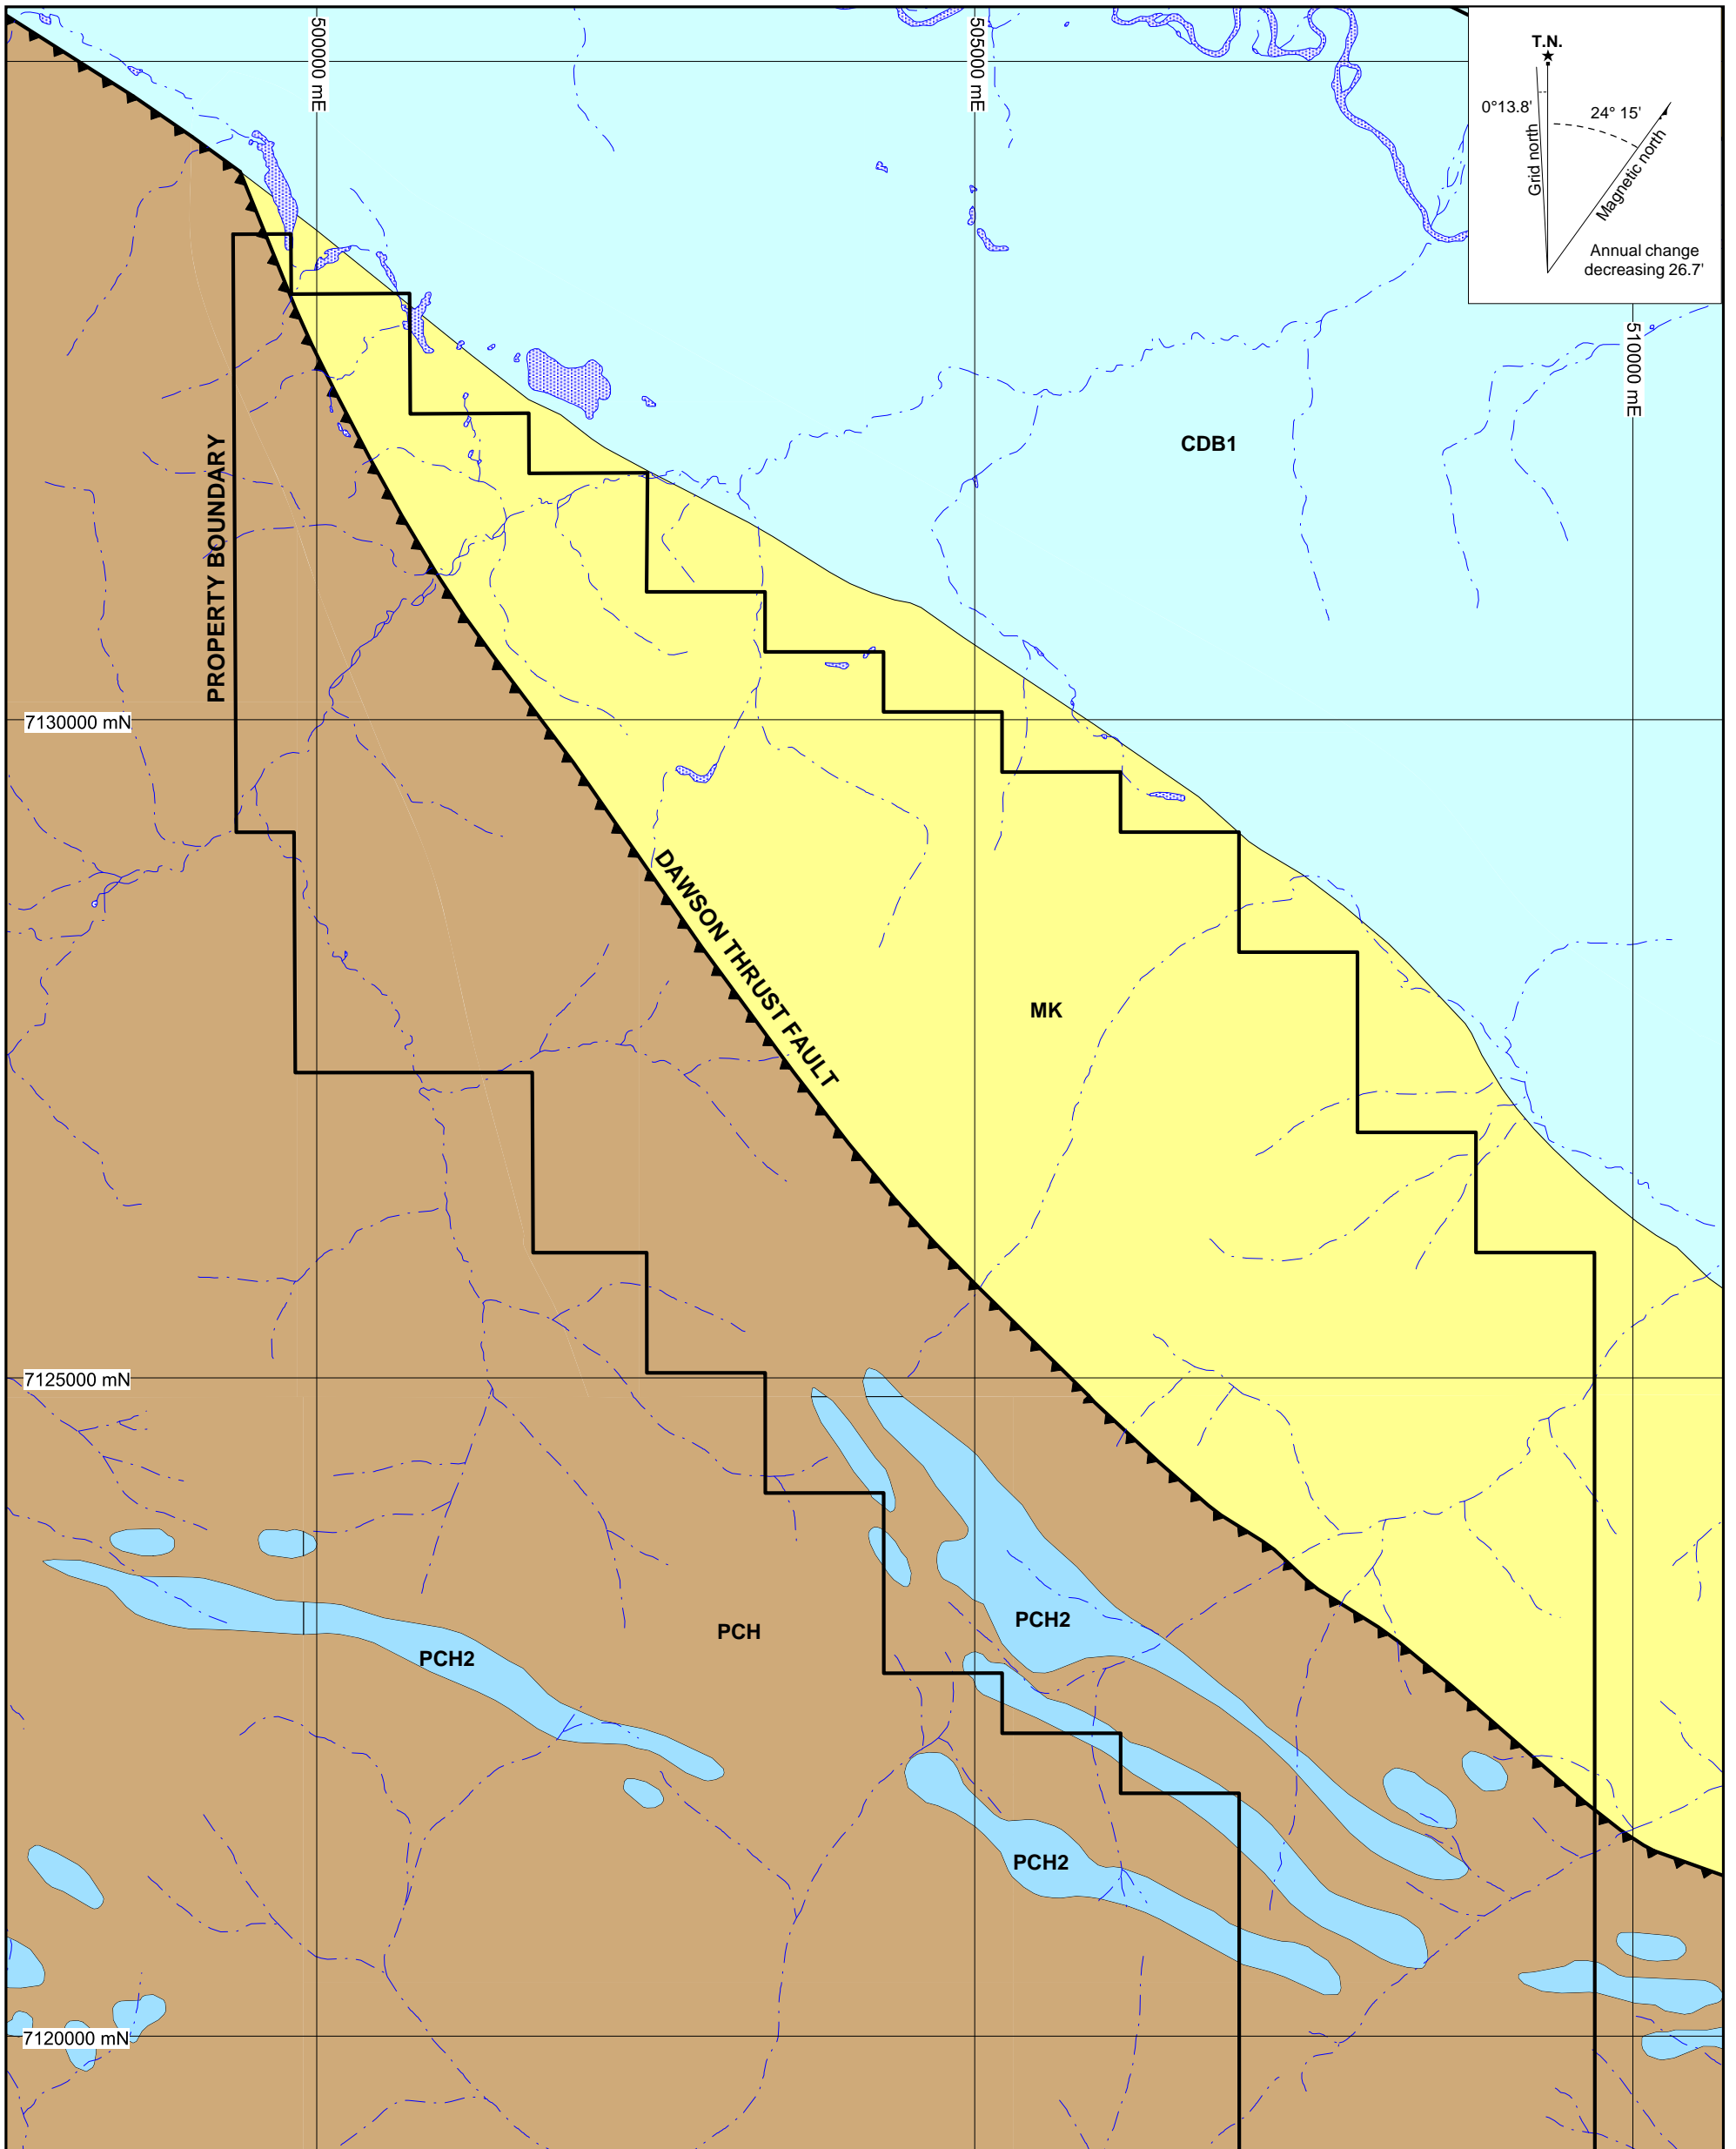 500000 mE
505000 mE
T.N.
0°13.8'
24° 15'
Grid north
Magnetic north
Annual change
decreasing 26.7'
510000 mE
CDB1
PROPERTY BOUNDARY
7130000 mN
DAWSON THRUST FAULT
MK
7125000 mN
PCH2
PCH
PCH2
PCH2
7120000 mN